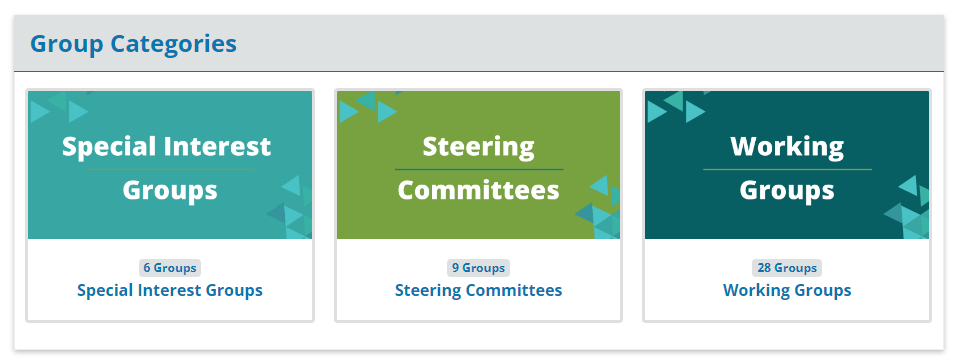 Group Categories
Special Interest
Groups
Steering
Committees
Working
Groups
6 Groups
Special Interest Groups
9 Groups
Steering Committees
28 Groups
Working Groups